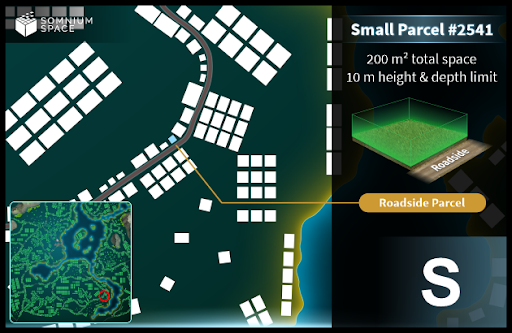 SOMNIUM
SPACE
Small Parcel #2541
200 m² total space
10 m height & depth limit
Roadside
Roadside Parcel
S